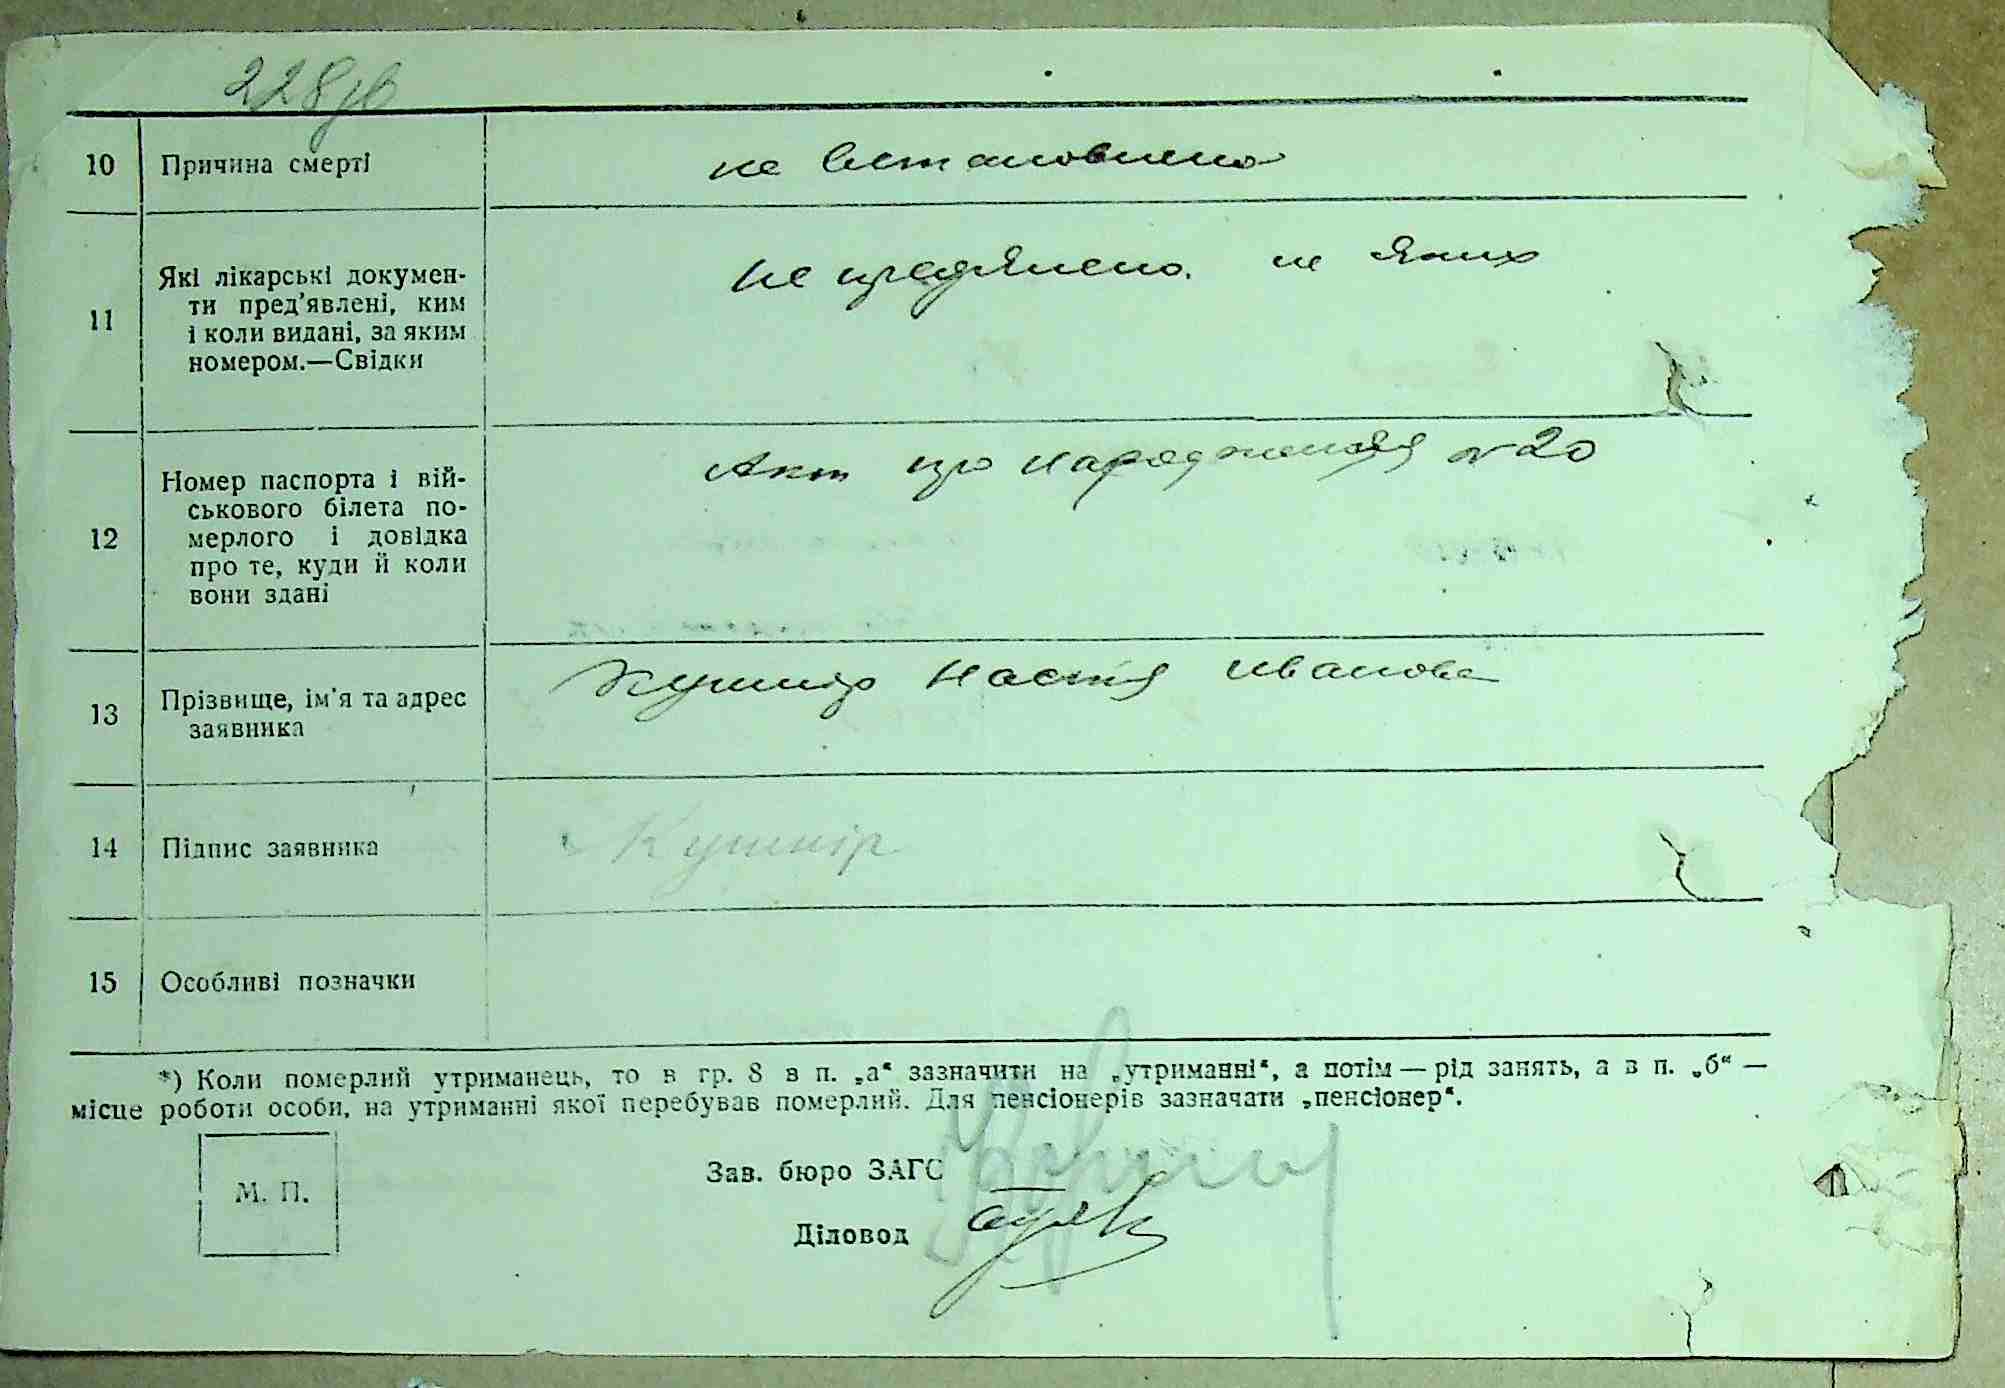 228
10 Причина смерті не встановлено
11 Які лікарські докумен-
ти пред'явлені, ким
і коли видані, за яким
номером.—Свідки
не предявлено. не яких
12 Номер паспорта і вій-
ськового білета по-
мерлого і довідка
про те, куди й коли
вони здані
Акт про народження № 20
13 Прізвище, ім'я та адрес
заявника
Кушнір Настя Иванова
14 Підпис заявника Кушнір
15 Особливі позначки
*) Коли померлий утриманець, то в гр. 8 в п. „а“ зазначити на „утриманні“, а потім — рід занять, а в п. „б“ —
місце роботи особи, на утриманні якої перебував померлий. Для пенсіонерів зазначати „пенсіонер“.
М. П.
Зав. бюро ЗАГС
Діловод